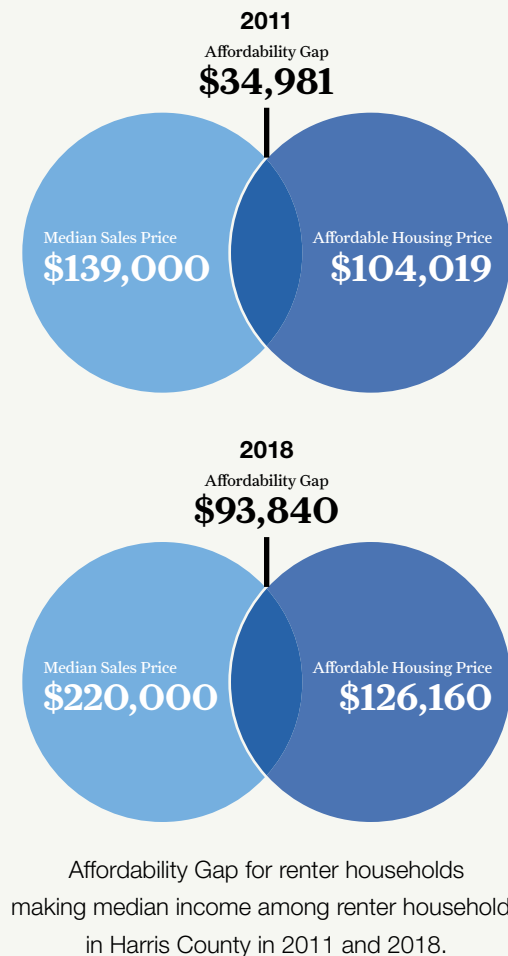 2011
Affordability Gap
$34,981
Median Sales Price
$139,000
Affordable Housing Price
$104,019
2018
Affordability Gap
$93,840
Median Sales Price
$220,000
Affordable Housing Price
$126,160
Affordability Gap for renter households
making median income among renter household
in Harris County in 2011 and 2018.